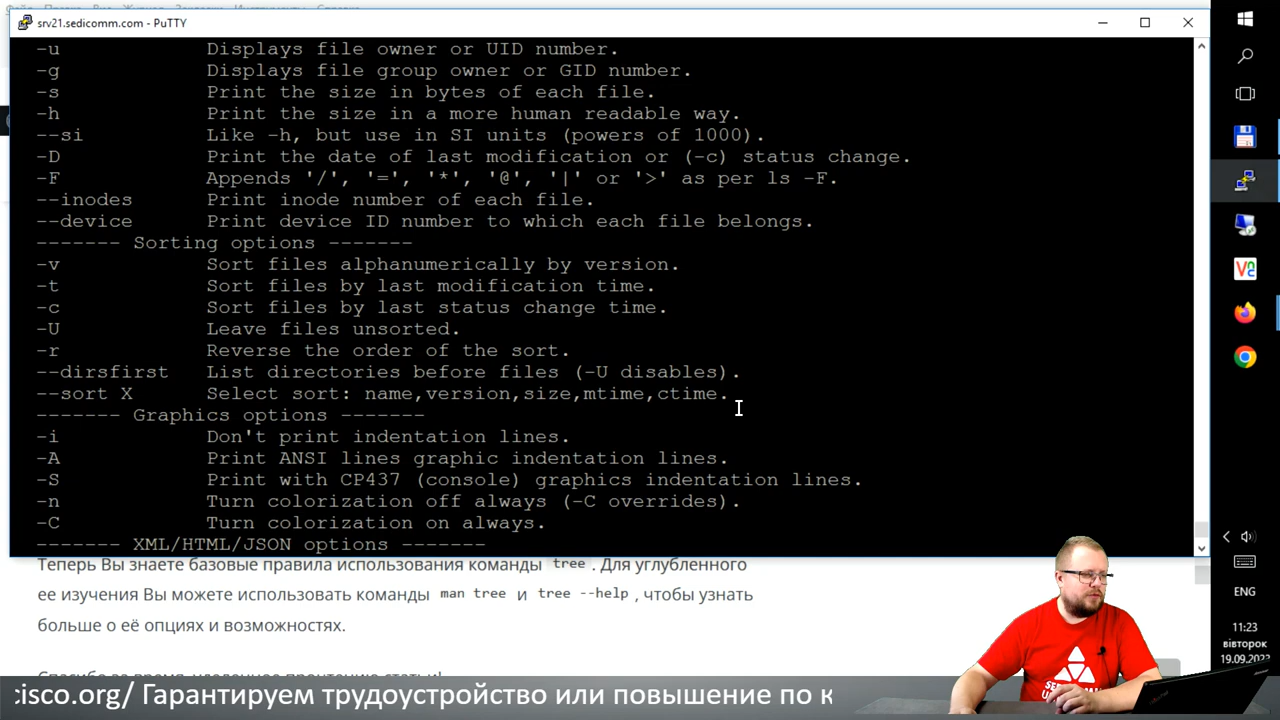 srv21.sedicomm.com - PuTTY
-u Displays file owner or UID number.
-g Displays file group owner or GID number.
-s Print the size in bytes of each file.
-h Print the size in a more human readable way.
--si Like -h, but use in SI units (powers of 1000).
-D Print the date of last modification or (-c) status change.
-F Appends '/', '=', '*', '@', '|' or '>' as per ls -F.
--inodes Print inode number of each file.
--device Print device ID number to which each file belongs.
------- Sorting options -------
-v Sort files alphanumerically by version.
-t Sort files by last modification time.
-c Sort files by last status change time.
-U Leave files unsorted.
-r Reverse the order of the sort.
--dirsfirst List directories before files (-U disables).
--sort X Select sort: name,version,size,mtime,ctime.
------- Graphics options -------
-i Don't print indentation lines.
-A Print ANSI lines graphic indentation lines.
-S Print with CP437 (console) graphics indentation lines.
-n Turn colorization off always (-C overrides).
-C Turn colorization on always.
------- XML/HTML/JSON options -------
Теперь Вы знаете базовые правила использования команды tree . Для углубленного
ее изучения Вы можете использовать команды man tree и tree --help , чтобы узнать
больше о её опциях и возможностях.
ENG
11:23
вівторок
cisco.org/ Гарантируем трудоустройство или повышение по к